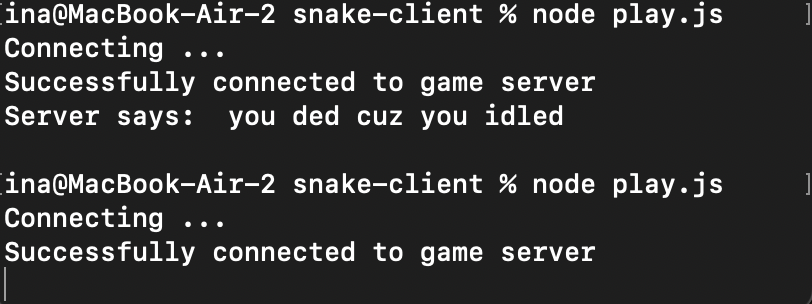 [ina@MacBook-Air-2 snake-client % node play.js ]
Connecting ...
Successfully connected to game server
Server says:  you ded cuz you idled
[ina@MacBook-Air-2 snake-client % node play.js ]
Connecting ...
Successfully connected to game server